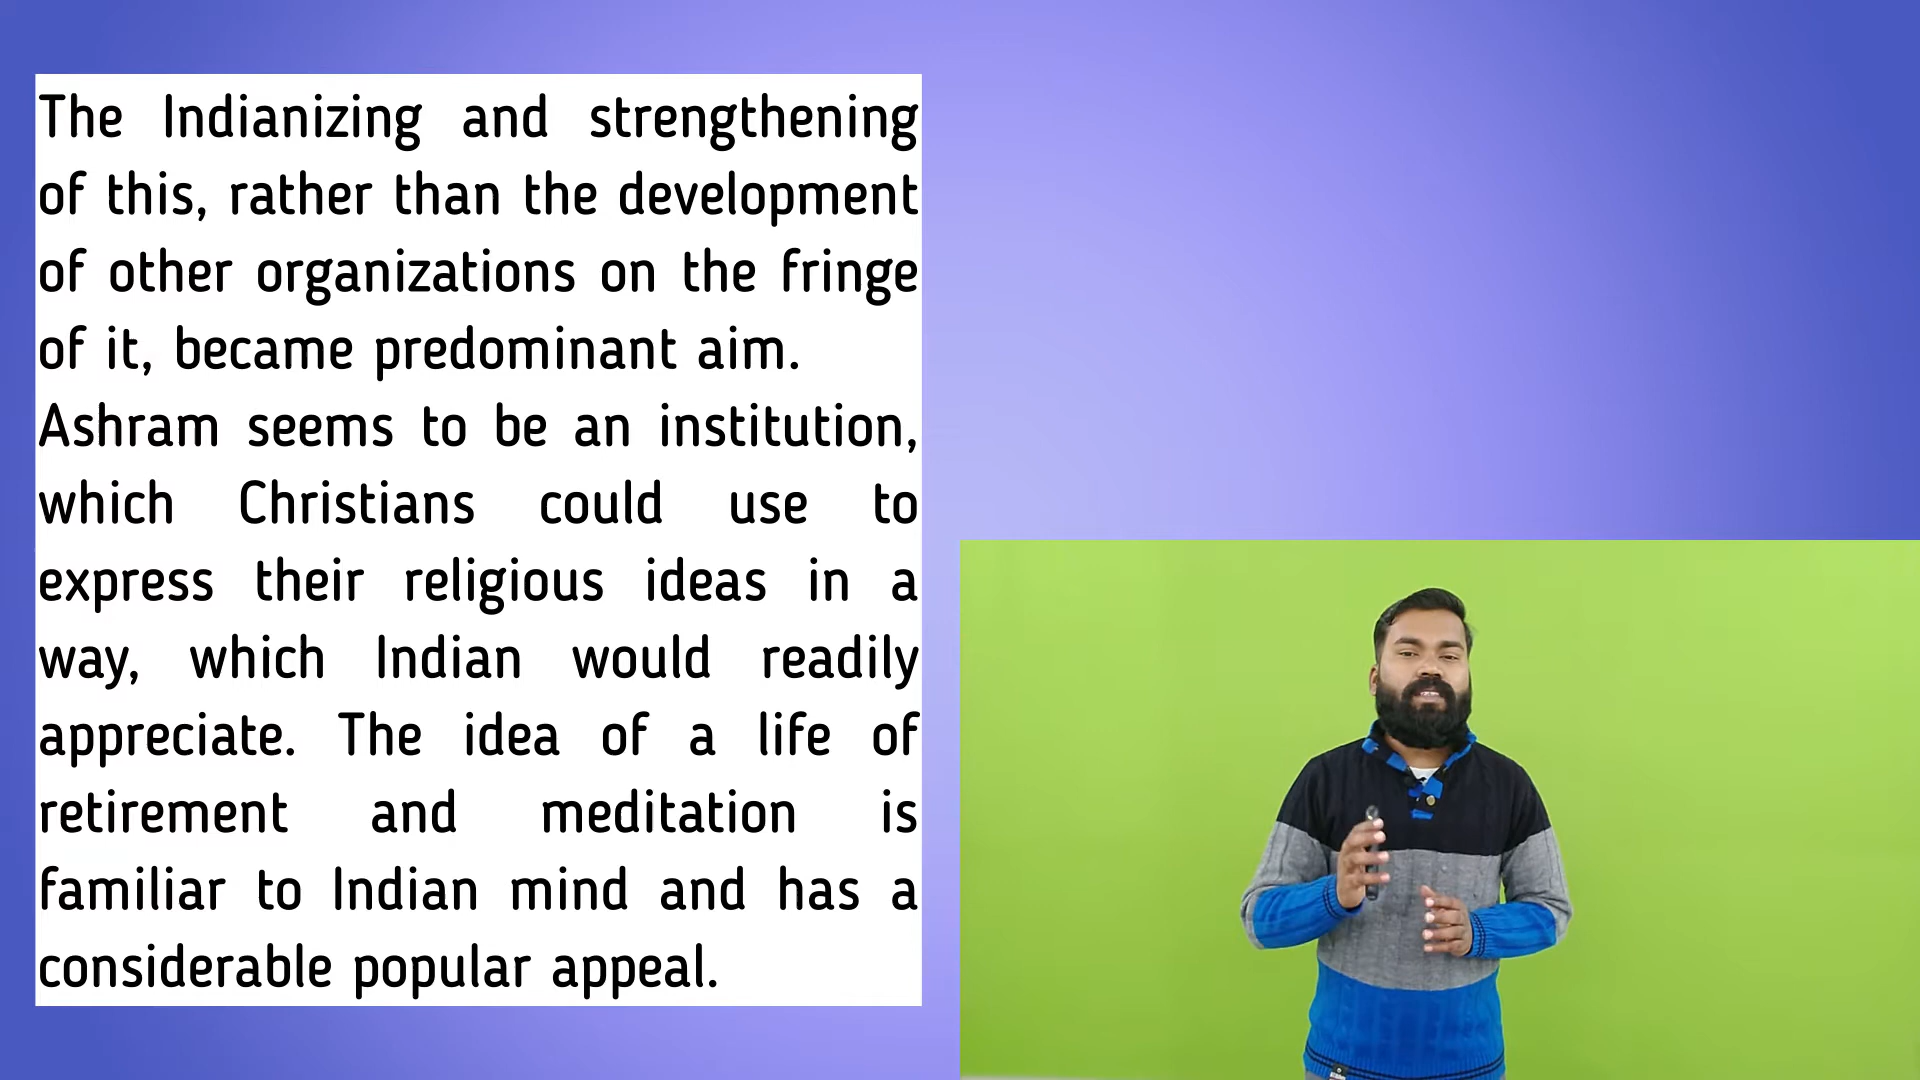 The Indianizing and strengthening
of this, rather than the development
of other organizations on the fringe
of it, became predominant aim.
Ashram seems to be an institution,
which Christians could use to
express their religious ideas in a
way, which Indian would readily
appreciate. The idea of a life of
retirement and meditation is
familiar to Indian mind and has a
considerable popular appeal.